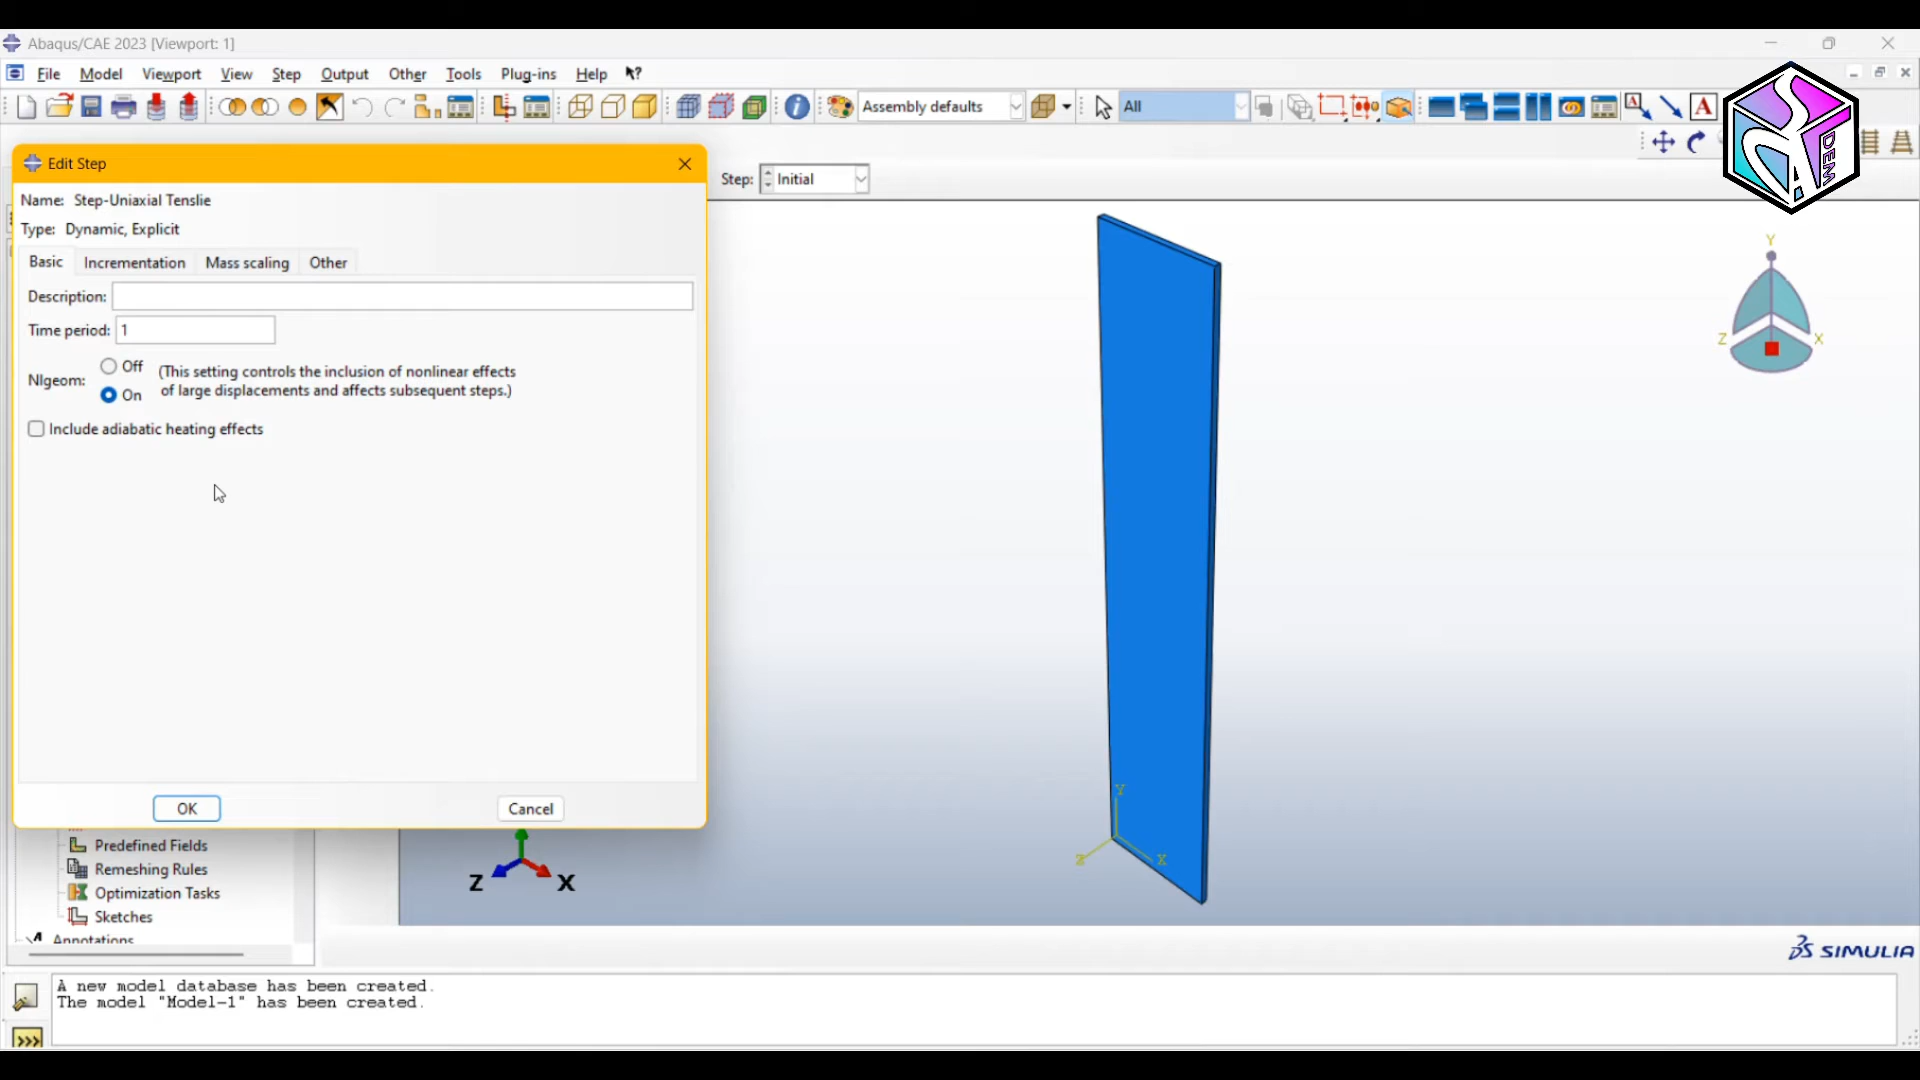 Abaqus/CAE 2023 [Viewport: 1]
File Model Viewport View Step Output Other Tools Plug-ins Help
Assembly defaults All
Edit Step
Step: Initial
Name: Step-Uniaxial Tenslie
Type: Dynamic, Explicit
Basic Incrementation Mass scaling Other
Description:
Time period: 1
Nlgeom: Off
On
(This setting controls the inclusion of nonlinear effects
of large displacements and affects subsequent steps.)
Include adiabatic heating effects
OK Cancel
Y
Z X
Y
Z X
Z X
DEM
Predefined Fields
Remeshing Rules
Optimization Tasks
Sketches
Annotations
SIMULIA
A new model database has been created.
The model "Model-1" has been created.
>>>